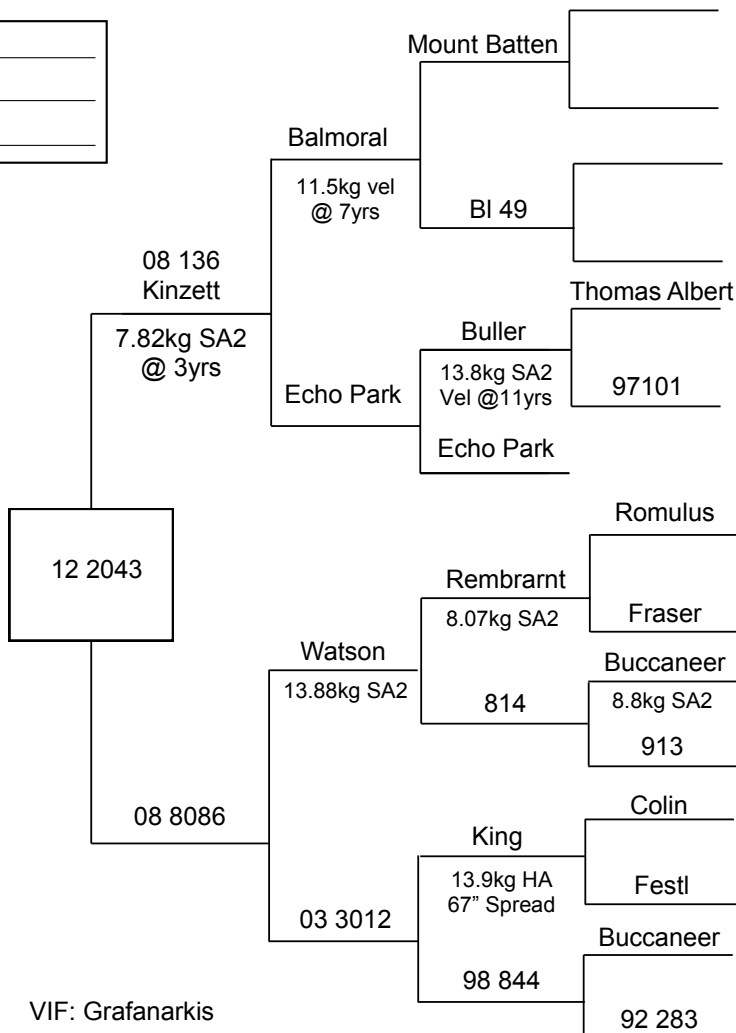 Mount Batten
Balmoral
11.5kg vel
@ 7yrs
Bl 49
08 136
Kinzett
7.82kg SA2
@ 3yrs
Thomas Albert
Buller
13.8kg SA2
Vel @11yrs
97101
Echo Park
Echo Park
12 2043
Romulus
Rembrarnt
8.07kg SA2
Fraser
Watson
13.88kg SA2
Buccaneer
8.8kg SA2
814
913
08 8086
Colin
King
13.9kg HA
67” Spread
Festl
03 3012
Buccaneer
98 844
92 283
VIF: Grafanarkis